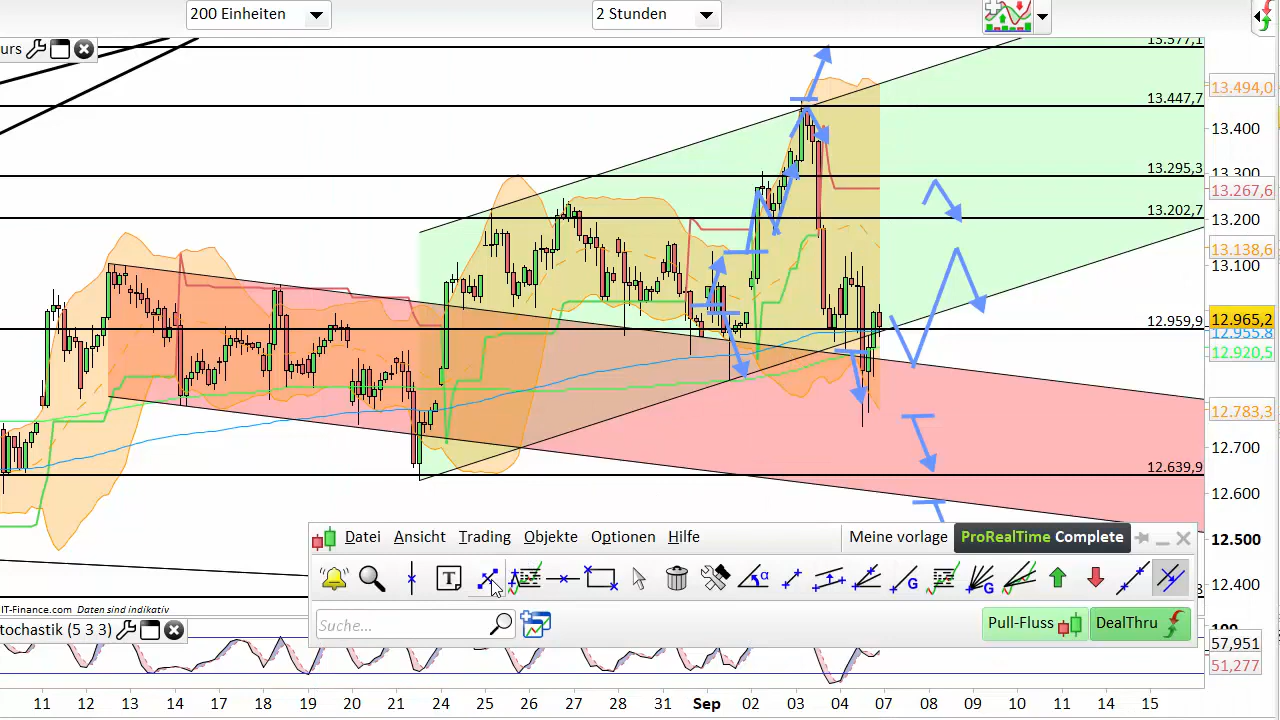 200 Einheiten
2 Stunden
urs
13.577,1
13.494,0
13.447,7
13.400
13.300
13.295,3
13.267,6
13.202,7
13.200
13.138,6
13.100
12.959,9
12.965,2
12.955,8
12.920,5
12.783,3
12.700
12.639,9
12.600
12.500
12.400
Datei Ansicht Trading Objekte Optionen Hilfe
Meine vorlage
ProRealTime Complete
Suche...
Pull-Fluss
DealThru
IT-Finance.com Daten sind indikativ
tochastik (5 3 3)
57,951
51,277
11 12 13 14 17 18 19 20 21 24 25 26 27 28 31 Sep 02 03 04 07 08 09 10 11 14 15